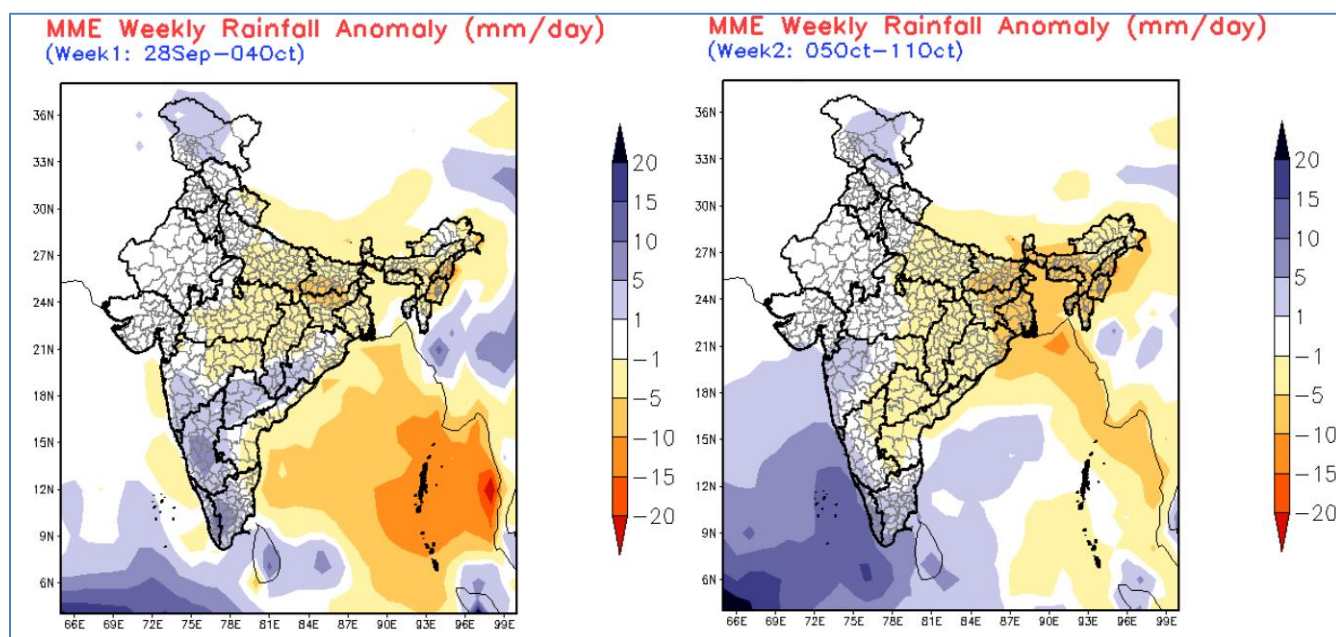 MME Weekly Rainfall Anomaly (mm/day)
(Week1: 28Sep-04Oct)
36N
33N
30N
27N
24N
21N
18N
15N
12N
9N
6N
66E 69E 72E 75E 78E 81E 84E 87E 90E 93E 96E 99E
20
15
10
5
1
-1
-5
-10
-15
-20
MME Weekly Rainfall Anomaly (mm/day)
(Week2: 05Oct-11Oct)
36N
33N
30N
27N
24N
21N
18N
15N
12N
9N
6N
66E 69E 72E 75E 78E 81E 84E 87E 90E 93E 96E 99E
20
15
10
5
1
-1
-5
-10
-15
-20